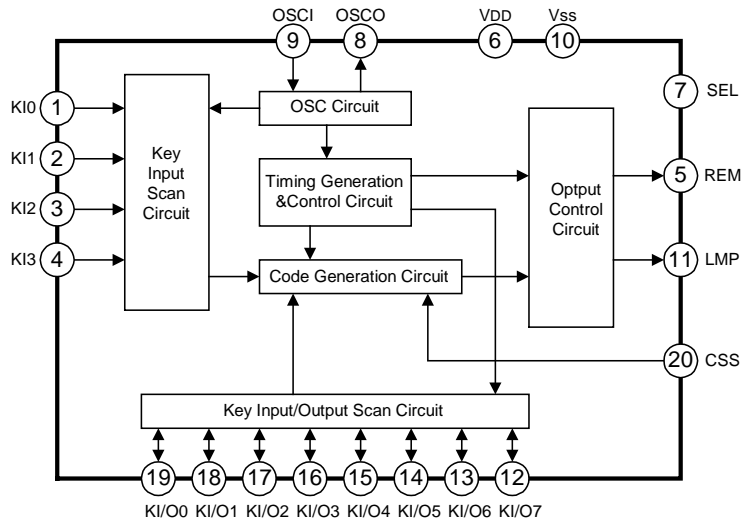 OSCI OSCO VDD Vss
9 8 6 10
7 SEL
KI0 1
OSC Circuit
KI1 2
Key
Input
Scan
Circuit
Timing Generation
&Control Circuit
Optput
Control
Circuit
5 REM
KI2 3
KI3 4
Code Generation Circuit
11 LMP
20 CSS
Key Input/Output Scan Circuit
19 18 17 16 15 14 13 12
KI/O0 KI/O1 KI/O2 KI/O3 KI/O4 KI/O5 KI/O6 KI/O7